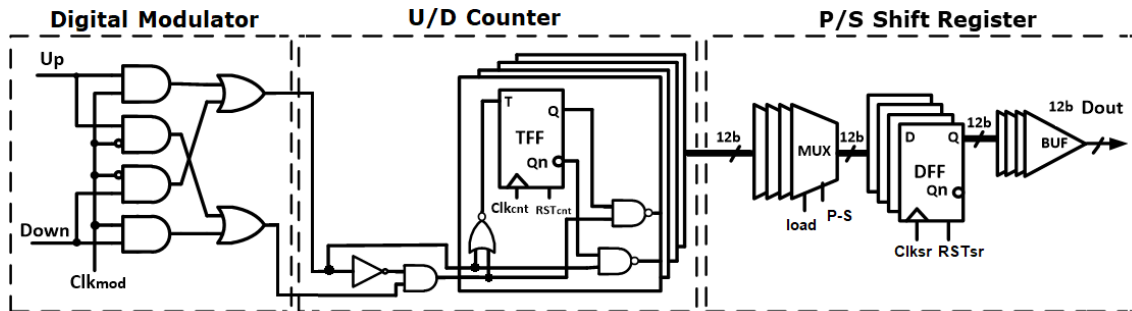 Digital Modulator
U/D Counter
P/S Shift Register
Up
Down
Clkmod
T
Q
TFF
Qn
Clkcnt
RSTcnt
12b
MUX
load
P-S
12b
D
Q
DFF
Qn
Clksr
RSTsr
12b
BUF
12b
Dout